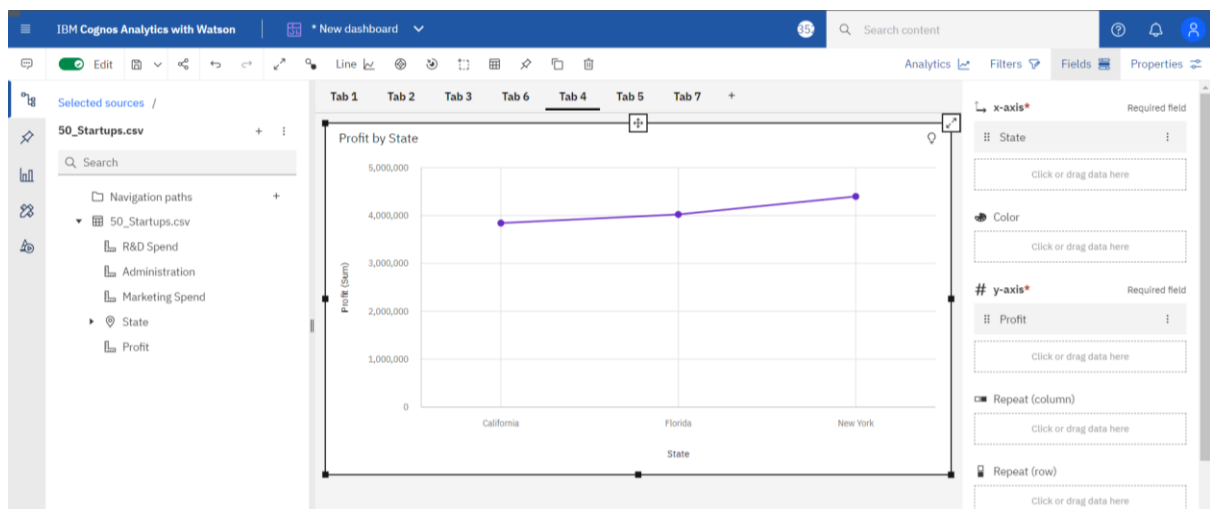 IBM Cognos Analytics with Watson
* New dashboard
35
Search content
Edit
Line
Analytics
Filters
Fields
Properties
Selected sources /
50_Startups.csv
Search
Navigation paths
50_Startups.csv
R&D Spend
Administration
Marketing Spend
State
Profit
Tab 1 Tab 2 Tab 3 Tab 6 Tab 4 Tab 5 Tab 7 +
Profit by State
Profit (Sum)
5,000,000
4,000,000
3,000,000
2,000,000
1,000,000
0
California Florida New York
State
x-axis* Required field
State
Click or drag data here
Color
Click or drag data here
# y-axis* Required field
Profit
Click or drag data here
Repeat (column)
Click or drag data here
Repeat (row)
Click or drag data here